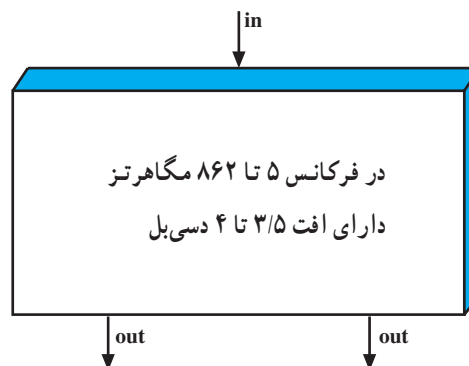 in
در فرکانس ۵ تا ۸۶۲ مگاهرتز
دارای افت ۳/۵ تا ۴ دسی‌بل
out
out